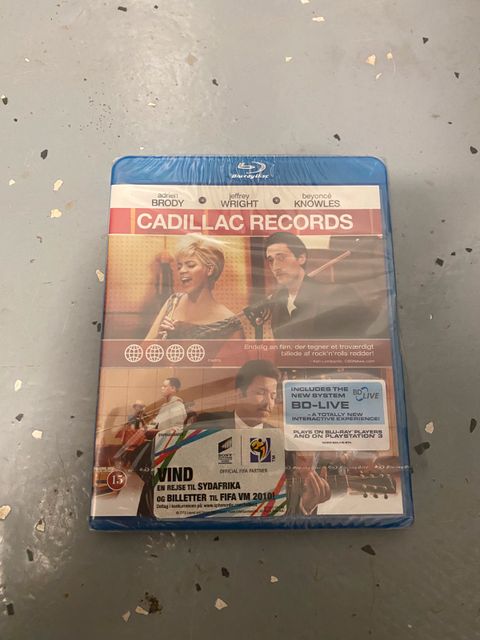 Blu-ray Disc
adrien BRODY • jeffrey WRIGHT • beyoncé KNOWLES
CADILLAC RECORDS
Endelig en film, der tegner et troværdigt
billede af rock'n'rolls rødder!
INCLUDES THE
NEW SYSTEM
BD-LIVE
– A TOTALLY NEW
INTERACTIVE EXPERIENCE!
BD LIVE
PLAYS ON BLU-RAY PLAYERS
AND ON PLAYSTATION 3
SONY
OFFICIAL FIFA PARTNER
15
VIND
EN REJSE TIL SYDAFRIKA
OG BILLETTER TIL FIFA VM 2010!